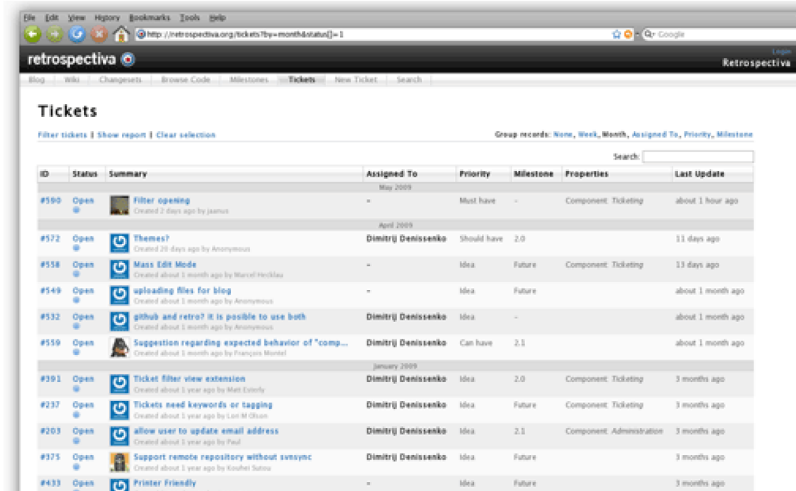 File Edit View History Bookmarks Tools Help
http://retrospectiva.org/tickets?by=month&status[]=1
Google
retrospectiva
Login
Retrospectiva
Blog Wiki Changesets Browse Code Milestones Tickets New Ticket Search
Tickets
Filter tickets | Show report | Clear selection
Group records: None, Week, Month, Assigned To, Priority, Milestone
Search:
ID Status Summary Assigned To Priority Milestone Properties Last Update
May 2009
#590 Open Filter opening - Must have - Component: Ticketing about 1 hour ago
Created 2 days ago by jaanus
April 2009
#572 Open Themes? Dimitrij Denissenko Should have 2.0 11 days ago
Created 26 days ago by Anonymous
#558 Open Mass Edit Mode - Idea Future Component: Ticketing 13 days ago
Created about 1 month ago by Marcel Hecklau
#549 Open uploading files for blog - Idea Future about 1 month ago
Created about 1 month ago by Anonymous
#532 Open github and retro? it is posible to use both Dimitrij Denissenko Idea - about 1 month ago
Created about 1 month ago by Anonymous
#559 Open Suggestion regarding expected behavior of "comp... Dimitrij Denissenko Can have 2.1 about 1 month ago
Created about 1 month ago by François Montel
January 2009
#391 Open Ticket filter view extension Dimitrij Denissenko Idea 2.0 Component: Ticketing 3 months ago
Created about 1 year ago by Matt Esterly
#237 Open Tickets need keywords or tagging Dimitrij Denissenko Idea Future Component: Ticketing 3 months ago
Created about 1 year ago by Lori M Olson
#203 Open allow user to update email address Dimitrij Denissenko Idea 2.1 Component: Administration 3 months ago
Created about 1 year ago by Paul
#375 Open Support remote repository without svnsync Dimitrij Denissenko Idea Future 3 months ago
Created about 1 year ago by Kouhei Sutou
#433 Open Printer Friendly - Idea Future 3 months ago